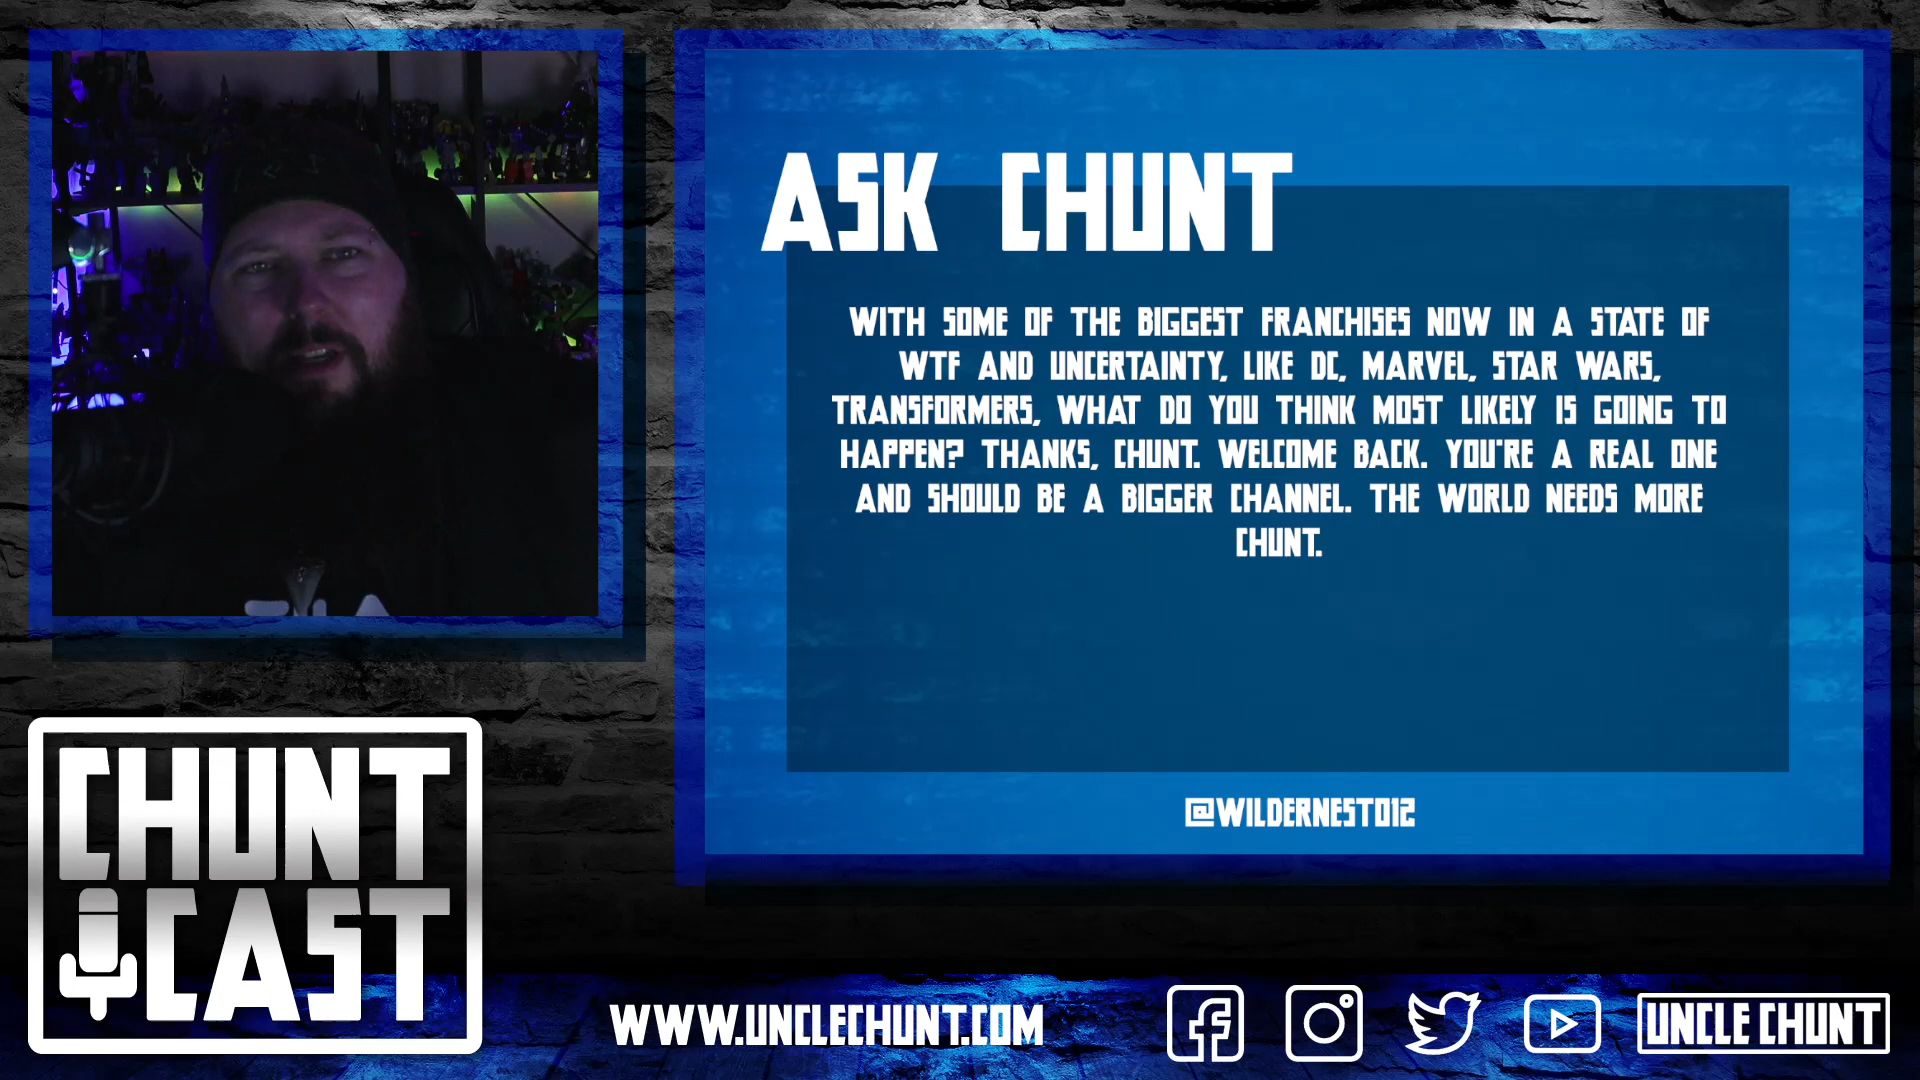 ASK CHUNT
WITH SOME OF THE BIGGEST FRANCHISES NOW IN A STATE OF
WTF AND UNCERTAINTY, LIKE DC, MARVEL, STAR WARS,
TRANSFORMERS, WHAT DO YOU THINK MOST LIKELY IS GOING TO
HAPPEN? THANKS, CHUNT. WELCOME BACK. YOU'RE A REAL ONE
AND SHOULD BE A BIGGER CHANNEL. THE WORLD NEEDS MORE
CHUNT.
@WILDERNEST012
CHUNT
CAST
WWW.UNCLECHUNT.COM
UNCLE CHUNT